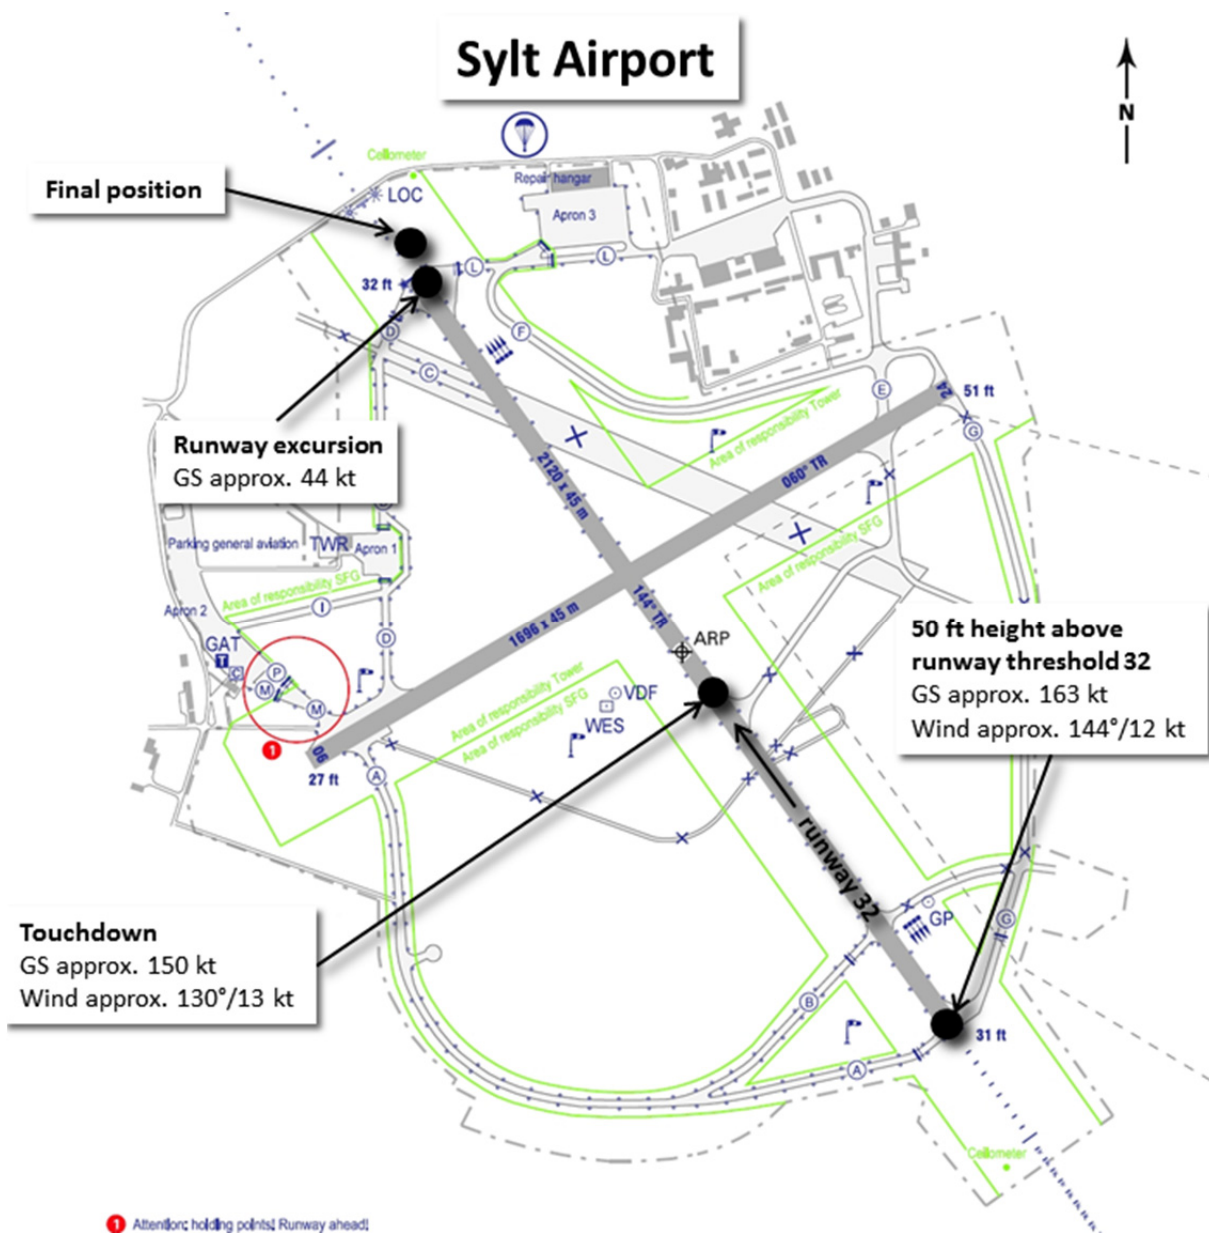 Sylt Airport
N
Ceilometer
Final position
LOC
Repair hangar
Apron 3
32 ft
L
L
D
F
C
E
24
51 ft
G
Runway excursion
GS approx. 44 kt
Area of responsibility Tower
2120 x 45 m
060° TR
Parking general aviation
TWR
Apron 1
Area of responsibility SFG
Area of responsibility SFG
Apron 2
I
144° TR
1696 x 45 m
D
ARP
50 ft height above
runway threshold 32
GS approx. 163 kt
Wind approx. 144°/12 kt
GAT
T
C
P
M
M
Area of responsibility Tower
Area of responsibility SFG
VDF
WES
1
06
27 ft
A
runway 32
GP
G
Touchdown
GS approx. 150 kt
Wind approx. 130°/13 kt
B
31 ft
A
Ceilometer
1 Attention: holding points! Runway ahead!